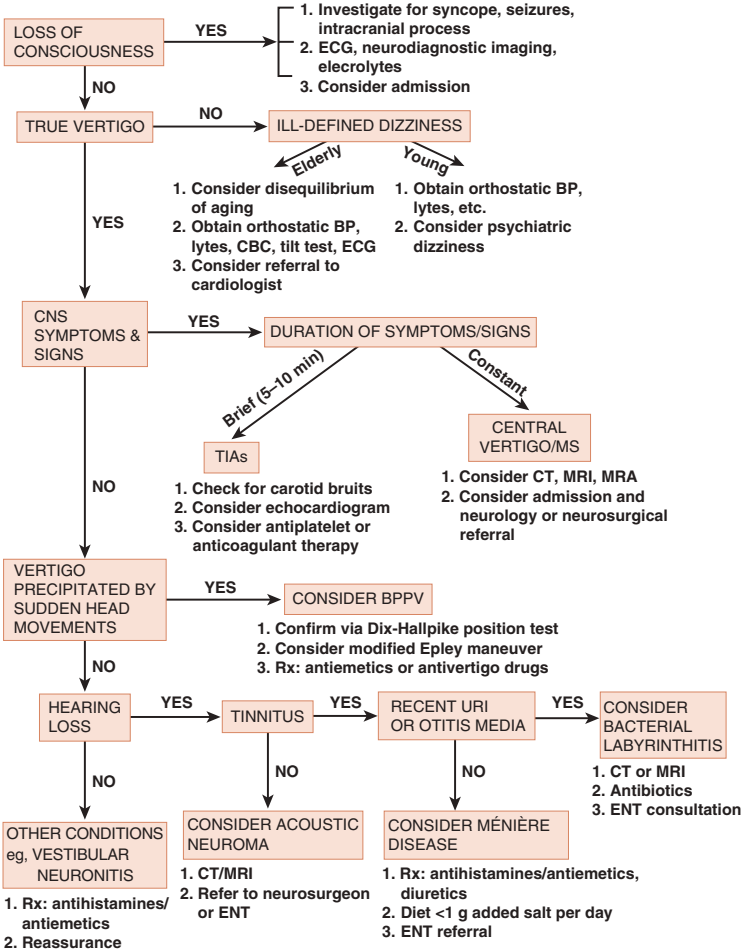 LOSS OF
CONSCIOUSNESS
YES
1. Investigate for syncope, seizures,
intracranial process
2. ECG, neurodiagnostic imaging,
elecrolytes
3. Consider admission
NO
TRUE VERTIGO
NO
ILL-DEFINED DIZZINESS
Elderly
Young
1. Consider disequilibrium
of aging
2. Obtain orthostatic BP,
lytes, CBC, tilt test, ECG
3. Consider referral to
cardiologist
1. Obtain orthostatic BP,
lytes, etc.
2. Consider psychiatric
dizziness
YES
CNS
SYMPTOMS &
SIGNS
YES
DURATION OF SYMPTOMS/SIGNS
Brief (5–10 min)
Constant
TIAs
1. Check for carotid bruits
2. Consider echocardiogram
3. Consider antiplatelet or
anticoagulant therapy
CENTRAL
VERTIGO/MS
1. Consider CT, MRI, MRA
2. Consider admission and
neurology or neurosurgical
referral
NO
VERTIGO
PRECIPITATED BY
SUDDEN HEAD
MOVEMENTS
YES
CONSIDER BPPV
1. Confirm via Dix-Hallpike position test
2. Consider modified Epley maneuver
3. Rx: antiemetics or antivertigo drugs
NO
HEARING
LOSS
YES
TINNITUS
YES
RECENT URI
OR OTITIS MEDIA
YES
CONSIDER
BACTERIAL
LABYRINTHITIS
1. CT or MRI
2. Antibiotics
3. ENT consultation
NO
OTHER CONDITIONS
eg, VESTIBULAR
NEURONITIS
1. Rx: antihistamines/
antiemetics
2. Reassurance
NO
CONSIDER ACOUSTIC
NEUROMA
1. CT/MRI
2. Refer to neurosurgeon
or ENT
NO
CONSIDER MÉNIÈRE
DISEASE
1. Rx: antihistamines/antiemetics,
diuretics
2. Diet <1 g added salt per day
3. ENT referral